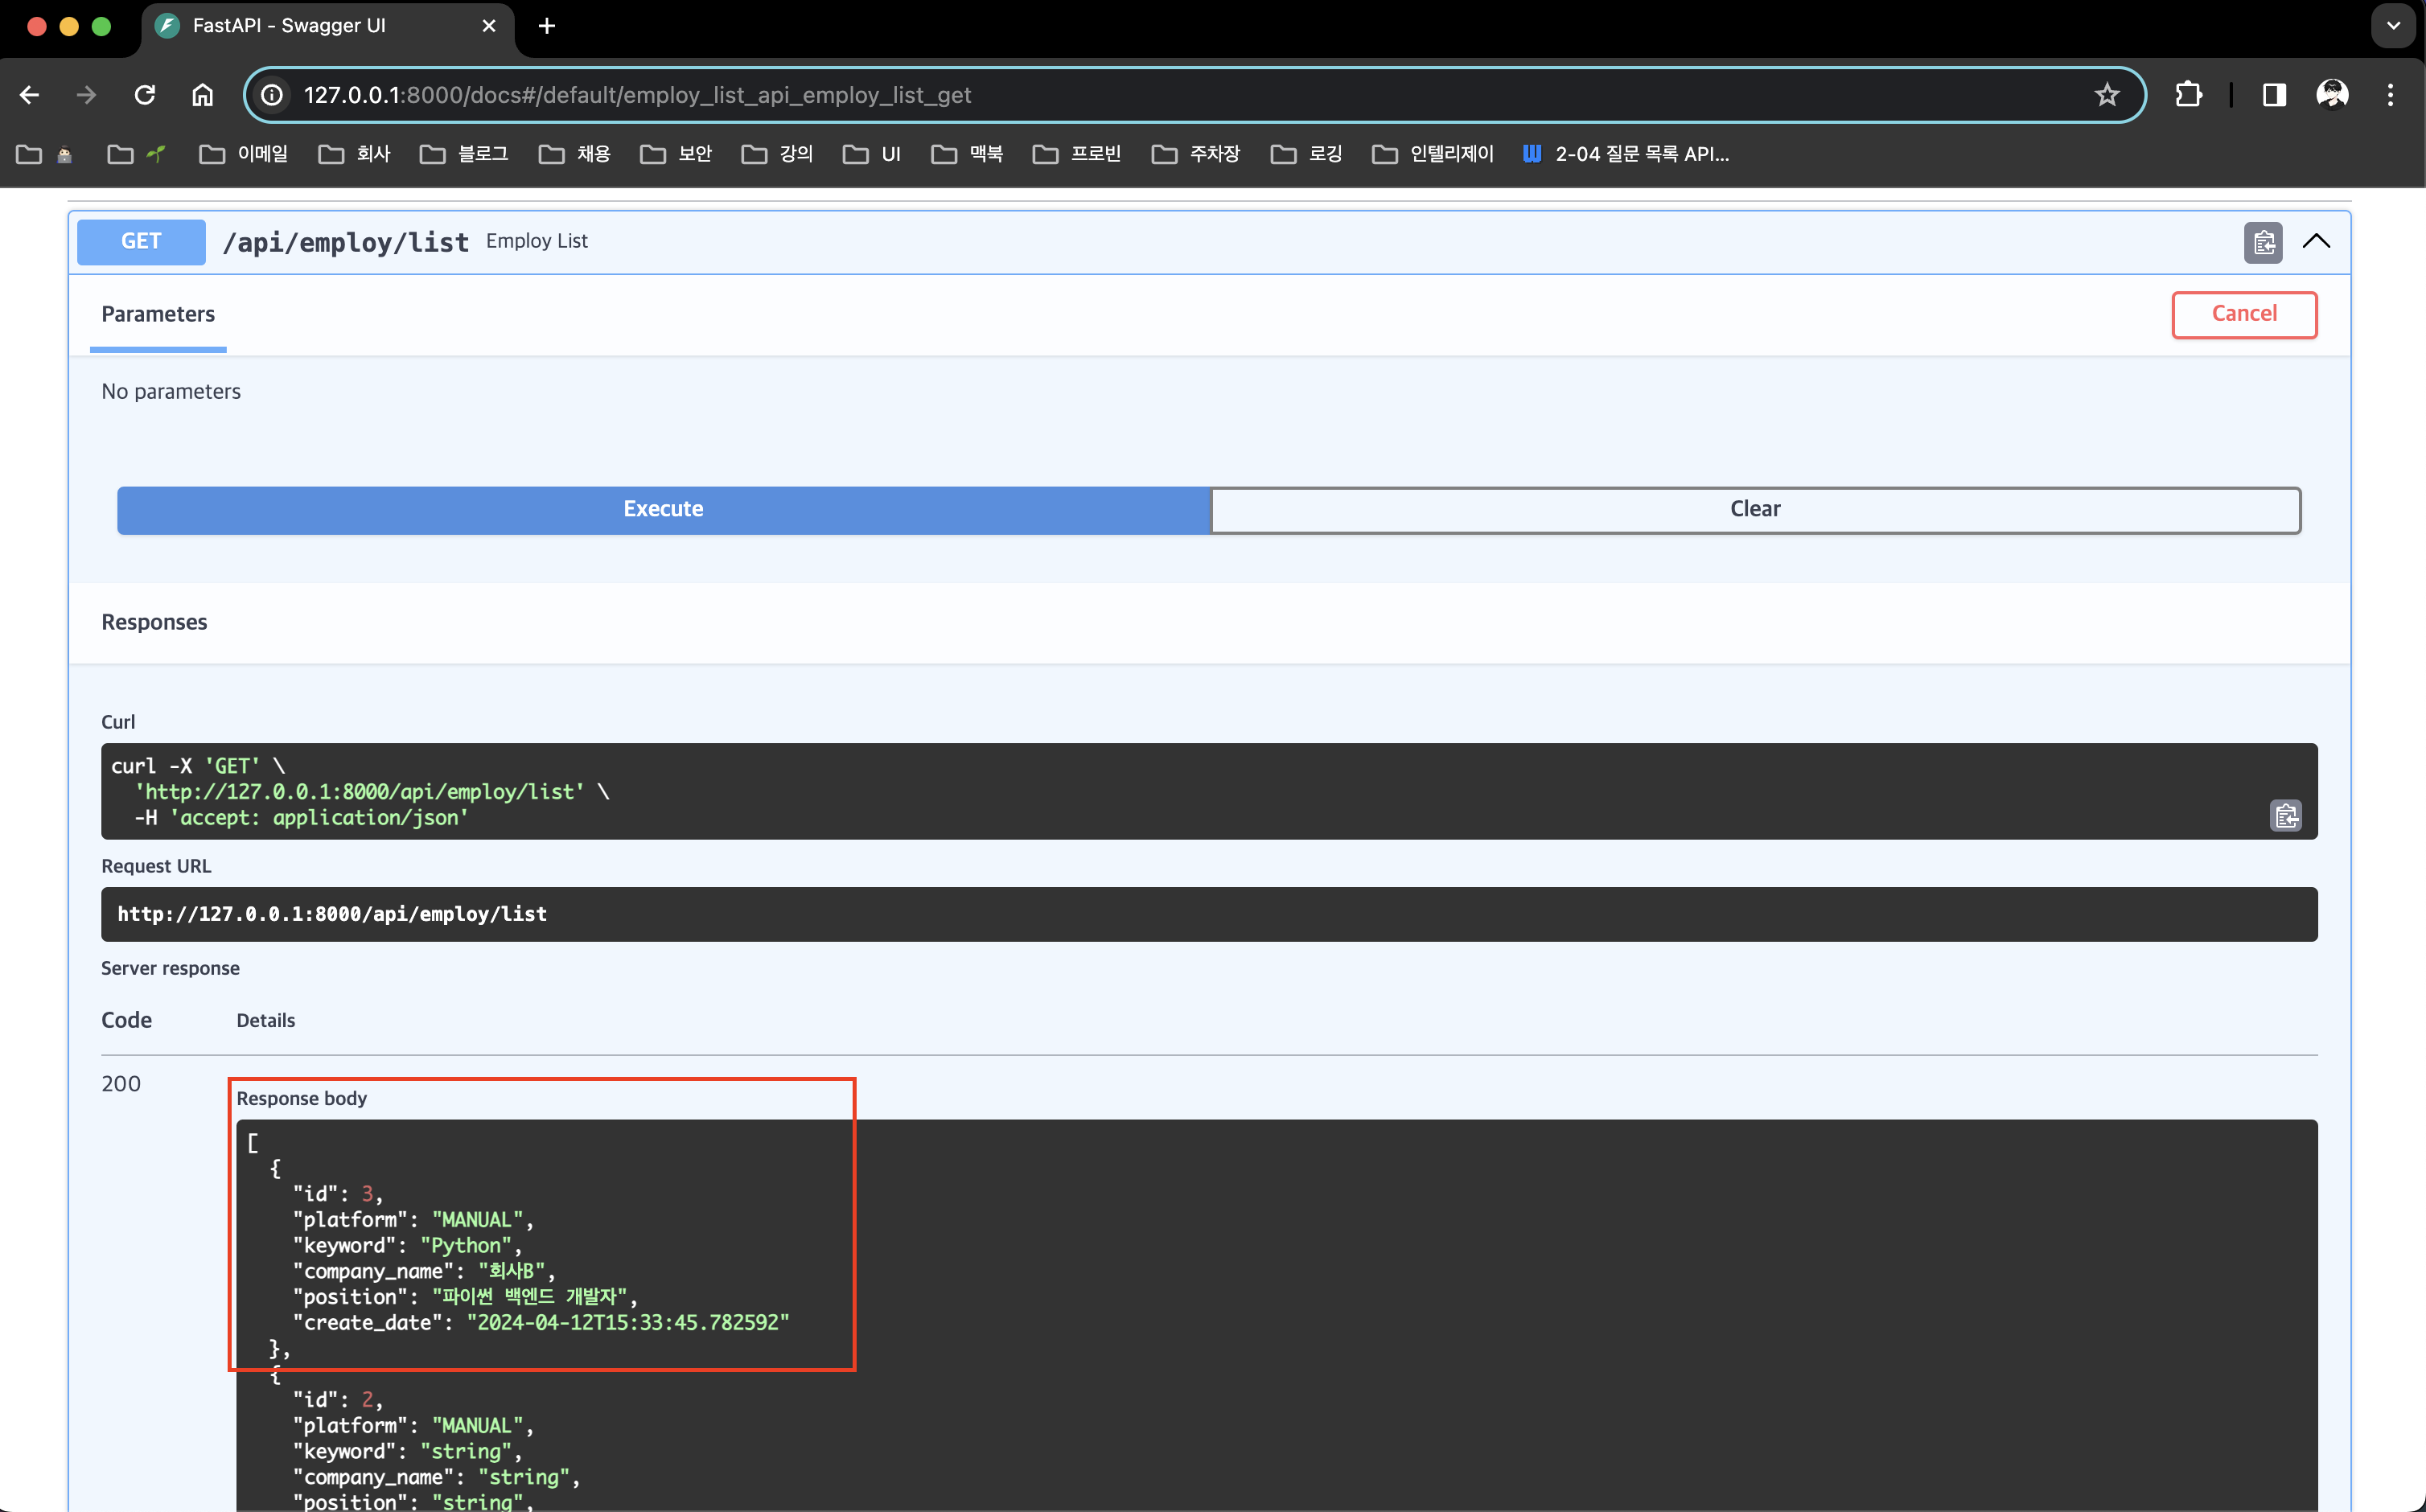 FastAPI - Swagger UI
127.0.0.1:8000/docs#/default/employ_list_api_employ_list_get
이메일 회사 블로그 채용 보안 강의 UI 맥북 프로빈 주차장 로깅 인텔리제이 2-04 질문 목록 API...
GET /api/employ/list Employ List
Parameters
Cancel
No parameters
Execute
Clear
Responses
Curl
curl -X 'GET' \
'http://127.0.0.1:8000/api/employ/list' \
-H 'accept: application/json'
Request URL
http://127.0.0.1:8000/api/employ/list
Server response
Code Details
200
Response body
[
{
"id": 3,
"platform": "MANUAL",
"keyword": "Python",
"company_name": "회사B",
"position": "파이썬 백엔드 개발자",
"create_date": "2024-04-12T15:33:45.782592"
},
{
"id": 2,
"platform": "MANUAL",
"keyword": "string",
"company_name": "string",
"position": "string",